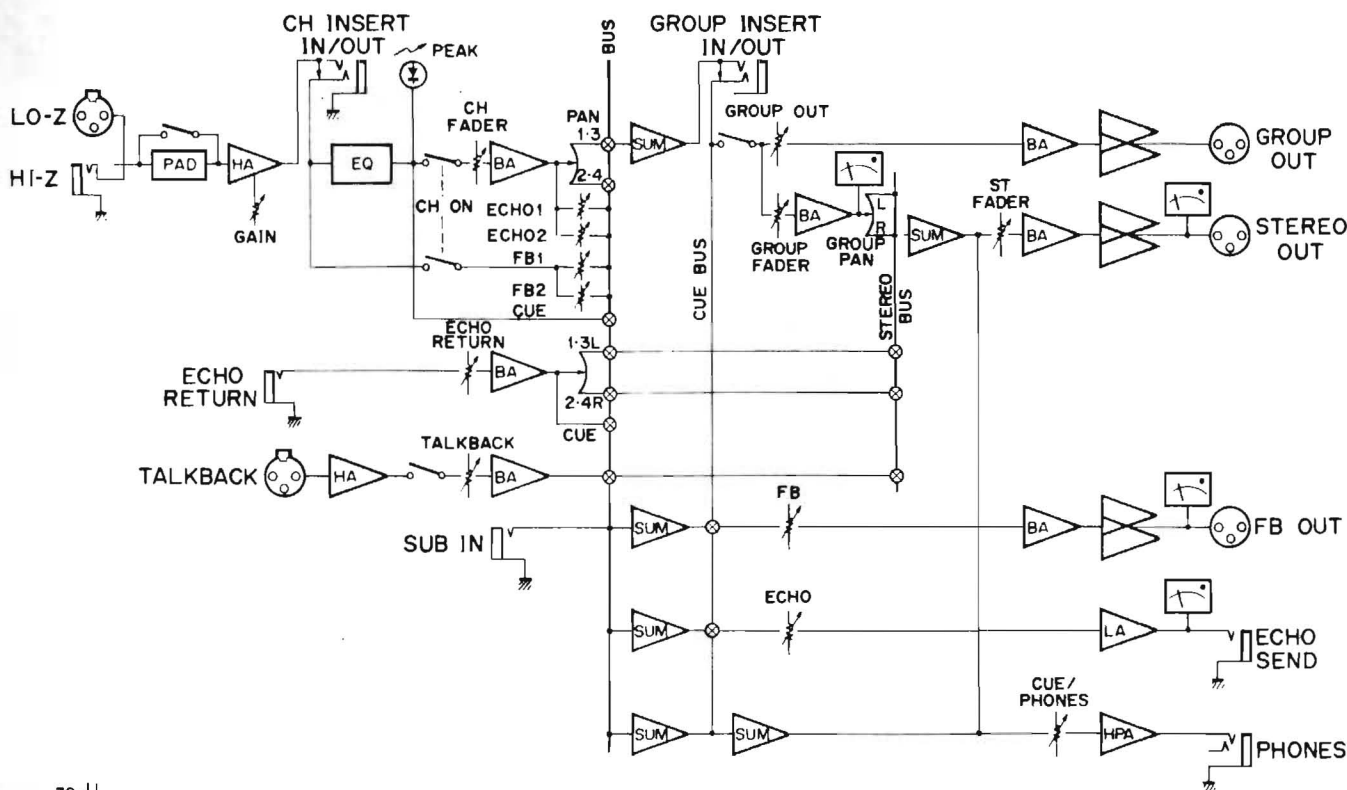 CH INSERT
IN/OUT
PEAK
BUS
GROUP INSERT
IN/OUT
LO-Z
HI-Z
PAD
HA
GAIN
EQ
CH ON
CH
FADER
BA
PAN
1·3
2·4
ECHO1
ECHO2
FB1
FB2
CUE
SUM
GROUP OUT
BA
GROUP
OUT
CUE BUS
GROUP
FADER
BA
L
R
GROUP
PAN
STEREO
BUS
SUM
ST
FADER
BA
STEREO
OUT
ECHO
RETURN
ECHO
RETURN
BA
1·3L
2·4R
CUE
TALKBACK
HA
TALKBACK
BA
SUB IN
SUM
FB
BA
FB OUT
SUM
ECHO
LA
ECHO
SEND
SUM
SUM
CUE/
PHONES
HPA
PHONES